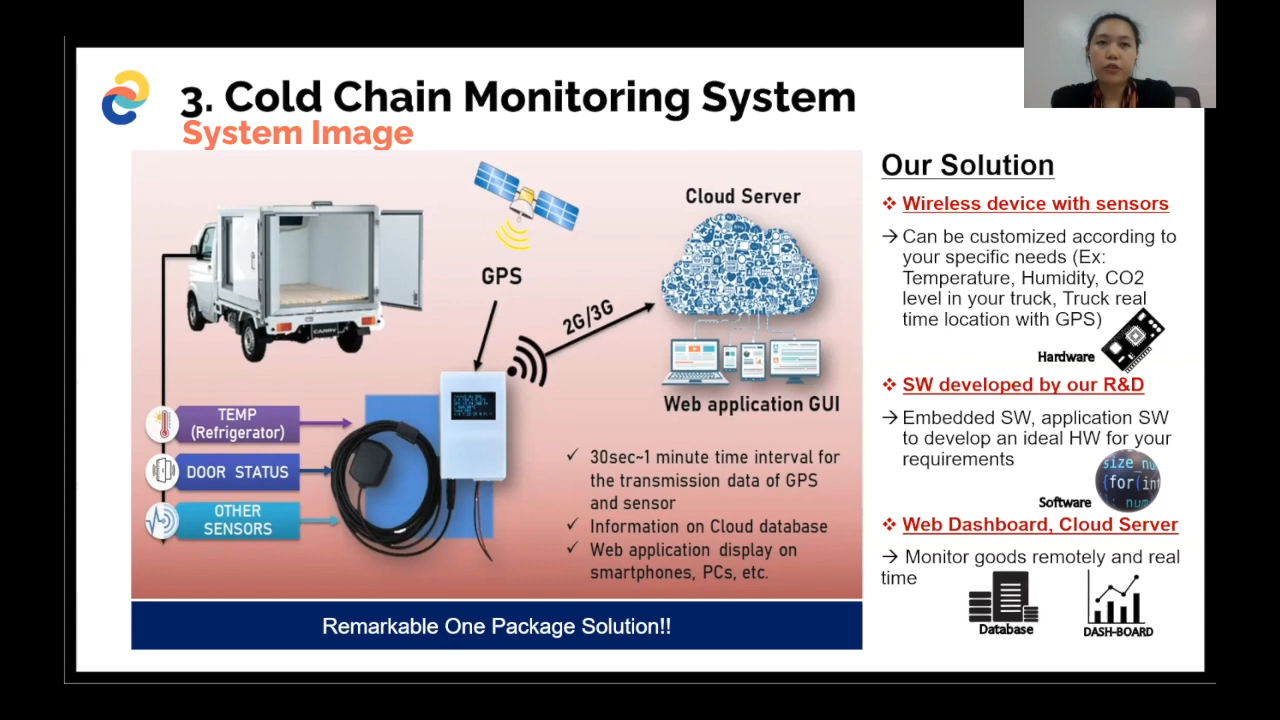 3. Cold Chain Monitoring System
System Image
Cloud Server
GPS
2G/3G
CARRY
Web application GUI
TEMP
(Refrigerator)
DOOR STATUS
OTHER
SENSORS
✓ 30sec~1 minute time interval for
the transmission data of GPS
and sensor
✓ Information on Cloud database
✓ Web application display on
smartphones, PCs, etc.
Remarkable One Package Solution!!
Our Solution
❖ Wireless device with sensors
→ Can be customized according to
your specific needs (Ex:
Temperature, Humidity, CO2
level in your truck, Truck real
time location with GPS)
Hardware
❖ SW developed by our R&D
→ Embedded SW, application SW
to develop an ideal HW for your
requirements
size_nu
(for(int
num
Software
❖ Web Dashboard, Cloud Server
→ Monitor goods remotely and real
time
Database
DASH-BOARD